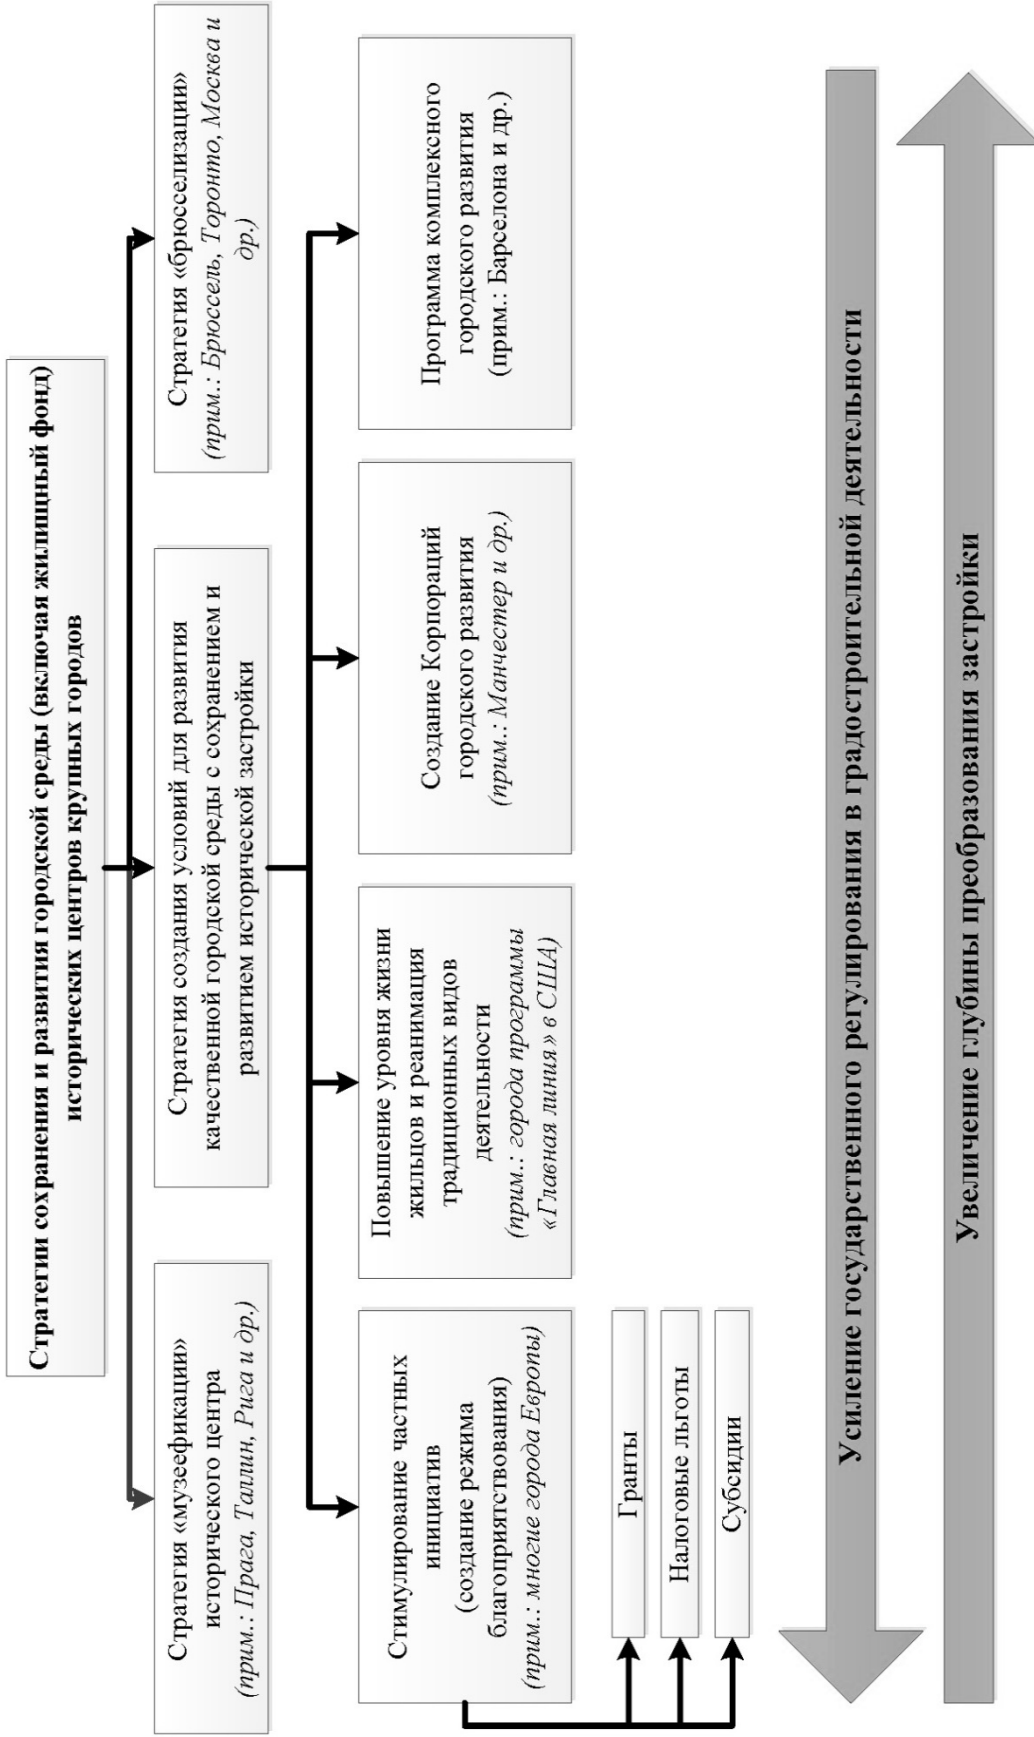 Стратегии сохранения и развития городской среды (включая жилищный фонд)
исторических центров крупных городов
Стратегия «музеефикации»
исторического центра
(прим.: Прага, Таллин, Рига и др.)
Стратегия создания условий для развития
качественной городской среды с сохранением и
развитием исторической застройки
Стратегия «брюсселизации»
(прим.: Брюссель, Торонто, Москва и
др.)
Стимулирование частных
инициатив
(создание режима
благоприятствования)
(прим.: многие города Европы)
Повышение уровня жизни
жильцов и реанимация
традиционных видов
деятельности
(прим.: города программы
«Главная линия» в США)
Создание Корпораций
городского развития
(прим.: Манчестер и др.)
Программа комплексного
городского развития
(прим.: Барселона и др.)
Гранты
Налоговые льготы
Субсидии
Усиление государственного регулирования в градостроительной деятельности
Увеличение глубины преобразования застройки